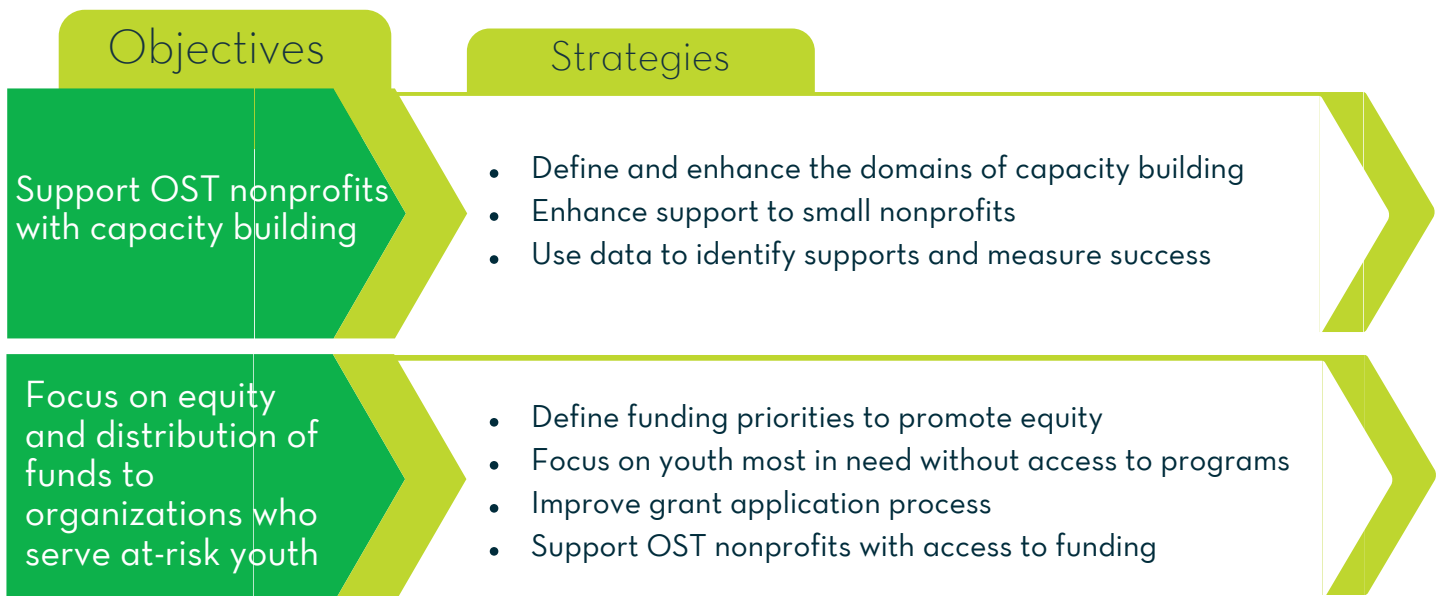 Objectives
Strategies
Support OST nonprofits
with capacity building
• Define and enhance the domains of capacity building
• Enhance support to small nonprofits
• Use data to identify supports and measure success
Focus on equity
and distribution of
funds to
organizations who
serve at-risk youth
• Define funding priorities to promote equity
• Focus on youth most in need without access to programs
• Improve grant application process
• Support OST nonprofits with access to funding